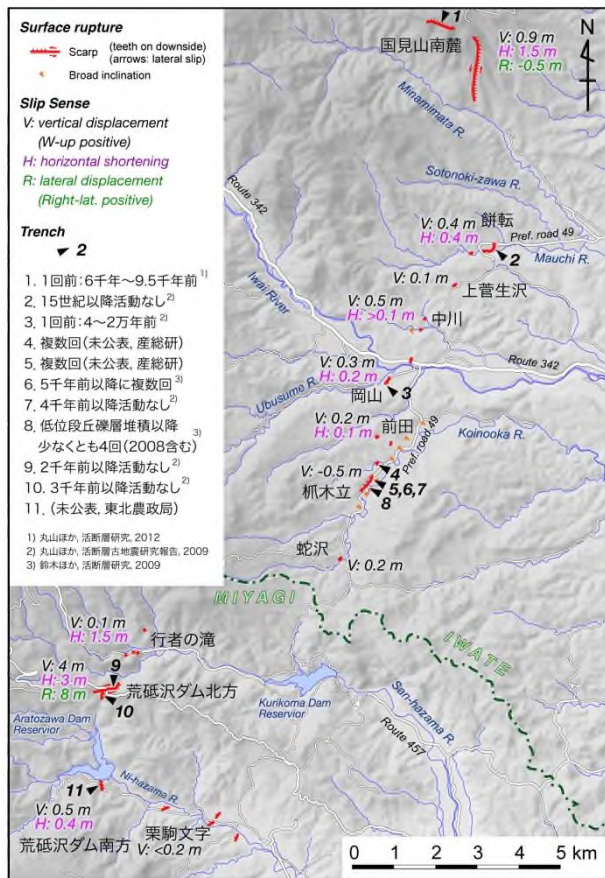 Surface rupture
Scarp (teeth on downside)
(arrows: lateral slip)
Broad inclination
Slip Sense
V: vertical displacement
(W-up positive)
H: horizontal shortening
R: lateral displacement
(Right-lat. positive)
Trench
2
1. 1回前:6千年〜9.5千年前1)
2. 15世紀以降活動なし2)
3. 1回前:4〜2万年前2)
4. 複数回(未公表, 産総研)
5. 複数回(未公表, 産総研)
6. 5千年前以降に複数回3)
7. 4千年前以降活動なし2)
8. 低位段丘礫層堆積以降
少なくとも4回(2008含む)3)
9. 2千年前以降活動なし2)
10. 3千年前以降活動なし2)
11. (未公表, 東北農政局)
1) 丸山ほか, 活断層研究, 2012
2) 丸山ほか, 活断層古地震研究報告, 2009
3) 鈴木ほか, 活断層研究, 2009
1
国見山南麓
V: 0.9 m
H: 1.5 m
R: -0.5 m
N
Minamimata R.
Sotonoki-zawa R.
Route 342
Iwai River
餅転
V: 0.4 m
H: 0.4 m
Pref. road 49
Mauchi R.
2
V: 0.1 m
上菅生沢
V: 0.5 m
H: >0.1 m
中川
Route 342
V: 0.3 m
H: 0.2 m
岡山
3
Ubusume R.
V: 0.2 m
H: 0.1 m
前田
Pref. road 49
Koinooka R.
V: -0.5 m
枛木立
4
5,6,7
8
蛇沢
V: 0.2 m
MIYAGI
IWATE
V: 0.1 m
H: 1.5 m
行者の滝
9
V: 4 m
H: 3 m
R: 8 m
荒砥沢ダム北方
10
Aratozawa Dam
Reservior
Kurikoma Dam
Reservior
San-hazama R.
Route 457
11
Ni-hazama R.
V: 0.5 m
H: 0.4 m
荒砥沢ダム南方
栗駒文字
V: <0.2 m
0 1 2 3 4 5 km